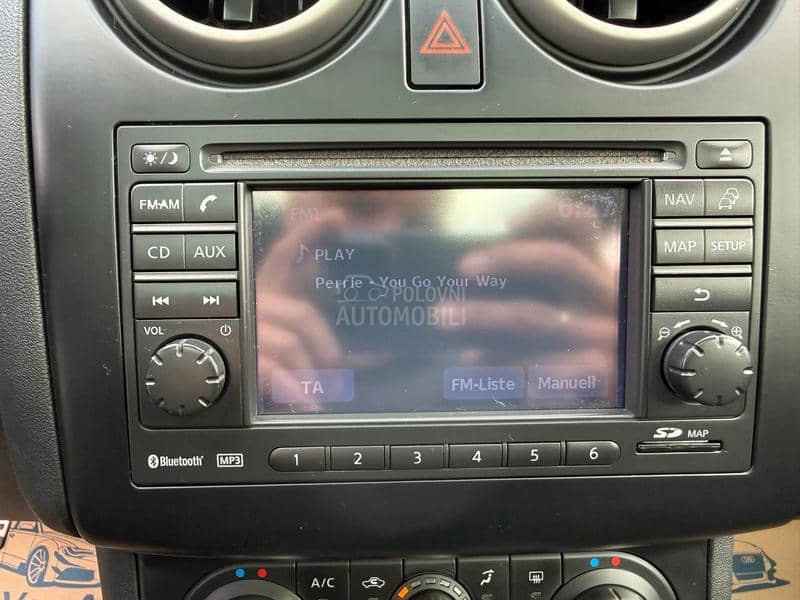 FM·AM
CD AUX
VOL
FM1
PLAY
Perrie - You Go Your Way
POLOVNI
AUTOMOBILI
TA FM-Liste Manuell
NAV
MAP SETUP
Bluetooth MP3
1 2 3 4 5 6
SD MAP
A/C